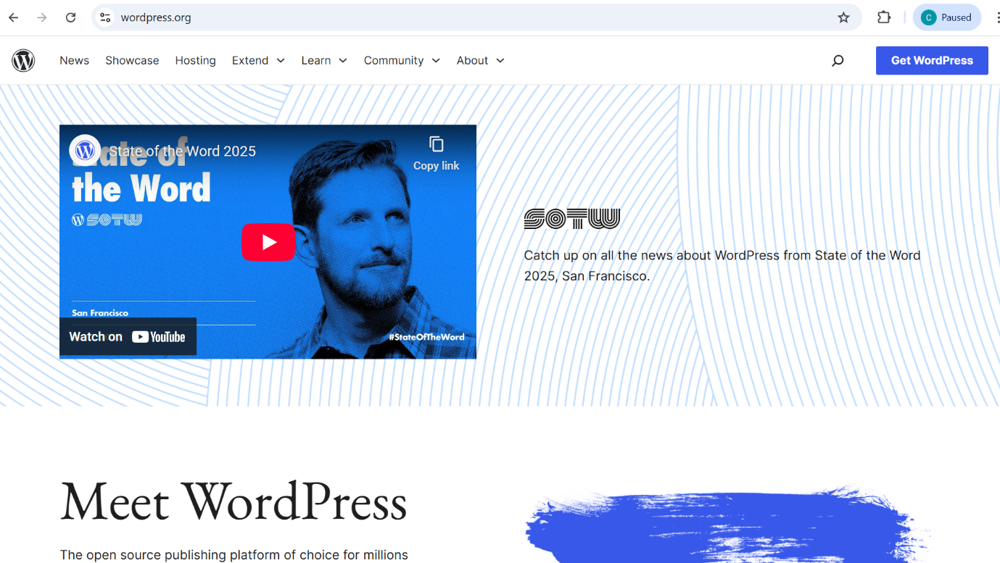 wordpress.org
C Paused
News Showcase Hosting Extend Learn Community About
Get WordPress
State of the Word 2025
Copy link
State of
the Word
SOTW
San Francisco
Watch on YouTube
#StateOfTheWord
SOTW
Catch up on all the news about WordPress from State of the Word
2025, San Francisco.
Meet WordPress
The open source publishing platform of choice for millions